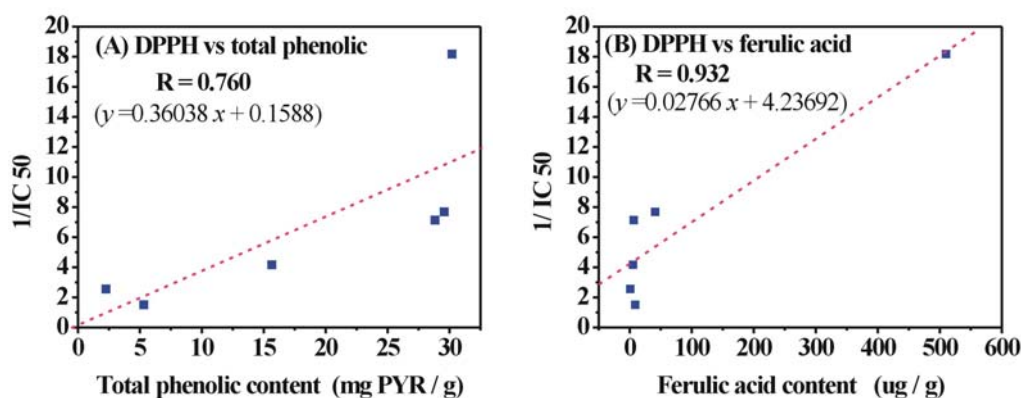 (A) DPPH vs total phenolic
R = 0.760
(y =0.36038 x + 0.1588)
1/IC 50
20
18
16
14
12
10
8
6
4
2
0
0 5 10 15 20 25 30
Total phenolic content (mg PYR / g)
(B) DPPH vs ferulic acid
R = 0.932
(y=0.02766 x + 4.23692)
1/ IC 50
20
18
16
14
12
10
8
6
4
2
0
0 100 200 300 400 500 600
Ferulic acid content (ug / g)